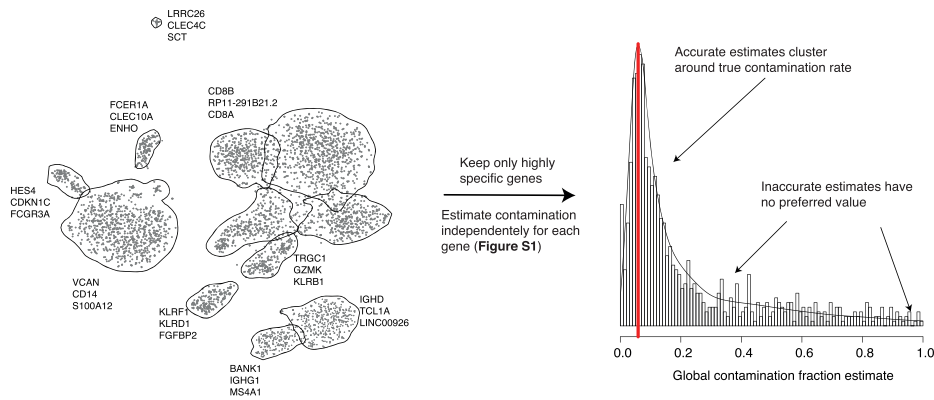 LRRC26
CLEC4C
SCT
FCER1A
CLEC10A
ENHO
CD8B
RP11-291B21.2
CD8A
HES4
CDKN1C
FCGR3A
VCAN
CD14
S100A12
TRGC1
GZMK
KLRB1
KLRF1
KLRD1
FGFBP2
IGHD
TCL1A
LINC00926
BANK1
IGHG1
MS4A1
Keep only highly
specific genes
Estimate contamination
independentely for each
gene (Figure S1)
Accurate estimates cluster
around true contamination rate
Inaccurate estimates have
no preferred value
0.0 0.2 0.4 0.6 0.8 1.0
Global contamination fraction estimate